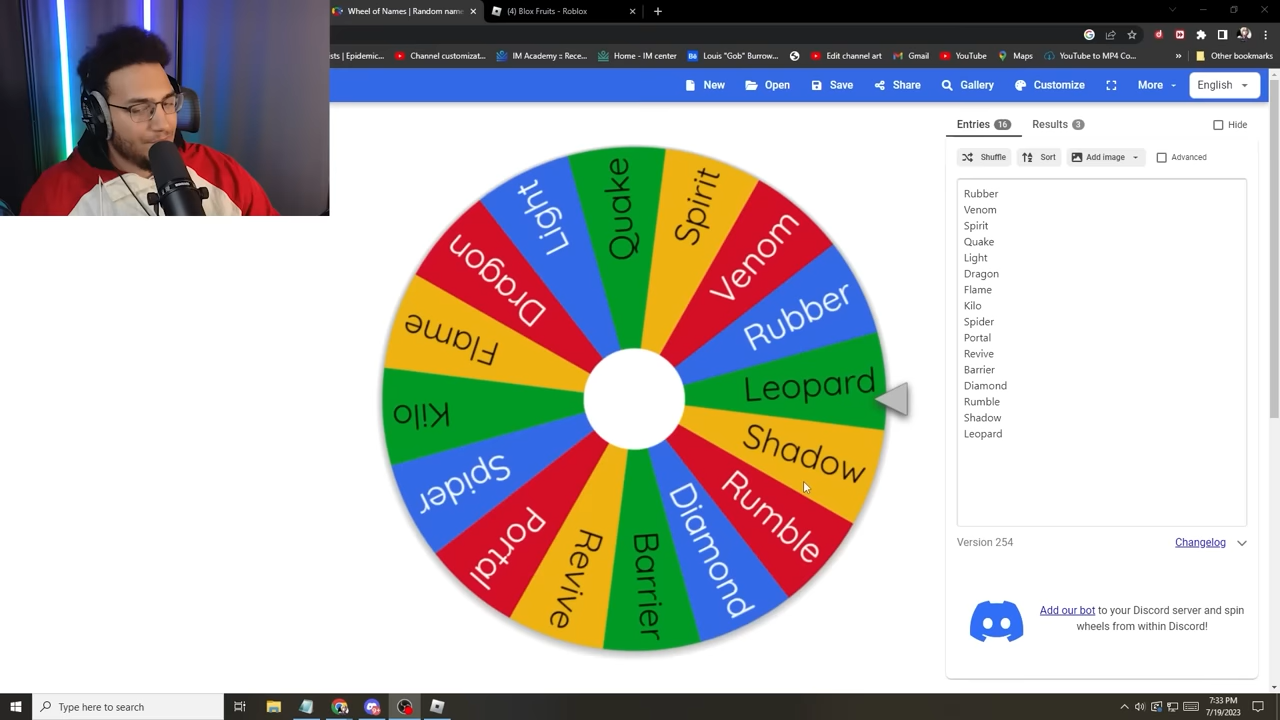 Wheel of Names | Random name
(4) Blox Fruits - Roblox
sts | Epidemic...
Channel customizat...
IM Academy :: Rece...
Home - IM center
Louis "Gob" Burrow...
Edit channel art
Gmail
YouTube
Maps
YouTube to MP4 Co...
Other bookmarks
New
Open
Save
Share
Gallery
Customize
More
English
Entries 16
Results 3
Hide
Shuffle
Sort
Add image
Advanced
Rubber
Venom
Spirit
Quake
Light
Dragon
Flame
Kilo
Spider
Portal
Revive
Barrier
Diamond
Rumble
Shadow
Leopard
Quake
Spirit
Venom
Rubber
Leopard
Shadow
Rumble
Diamond
Barrier
Revive
Portal
Spider
Kilo
Flame
Dragon
Light
Version 254
Changelog
Add our bot to your Discord server and spin
wheels from within Discord!
Type here to search
7:33 PM
7/19/2023